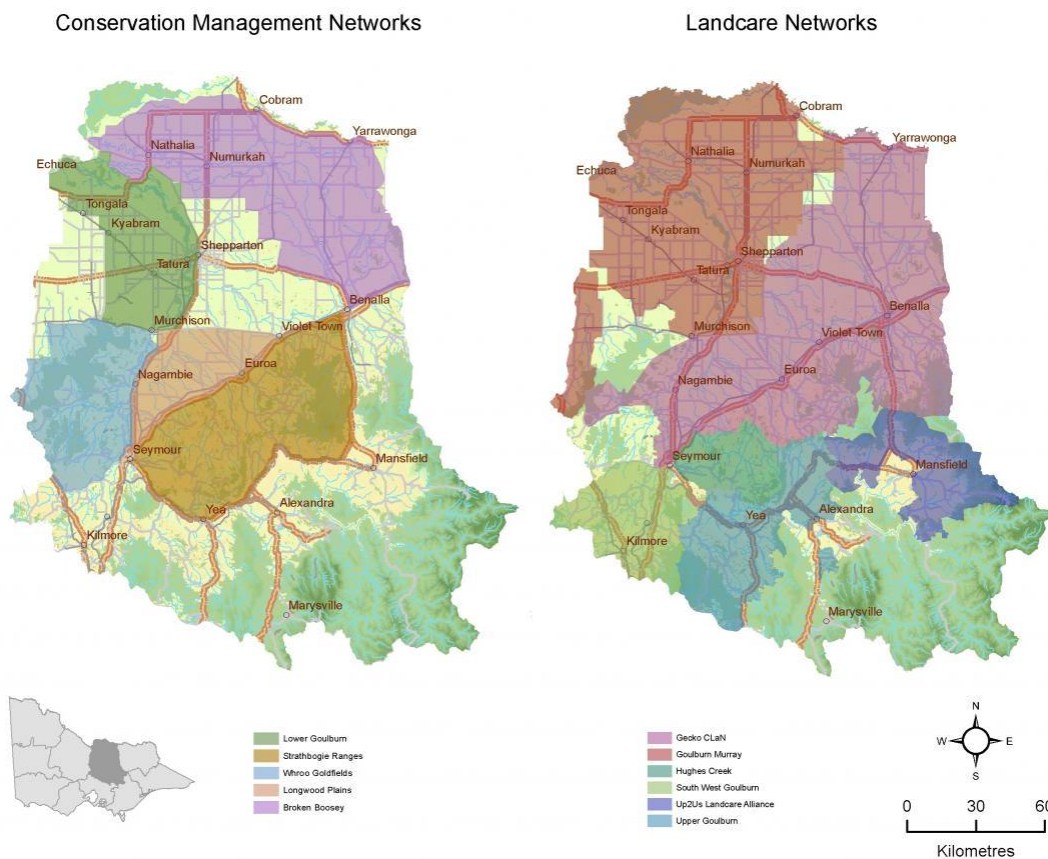 Conservation Management Networks
Landcare Networks
Cobram
Yarrawonga
Nathalia
Numurkah
Echuca
Tongala
Kyabram
Shepparton
Tatura
Benalla
Murchison
Violet Town
Euroa
Nagambie
Seymour
Mansfield
Yea
Alexandra
Kilmore
Marysville
Cobram
Yarrawonga
Nathalia
Numurkah
Echuca
Tongala
Kyabram
Shepparton
Tatura
Benalla
Murchison
Violet Town
Euroa
Nagambie
Seymour
Mansfield
Yea
Alexandra
Kilmore
Marysville
Lower Goulburn
Strathbogie Ranges
Whroo Goldfields
Longwood Plains
Broken Boosey
Gecko CLaN
Goulburn Murray
Hughes Creek
South West Goulburn
Up2Us Landcare Alliance
Upper Goulburn
N
W E
S
0 30 60
Kilometres